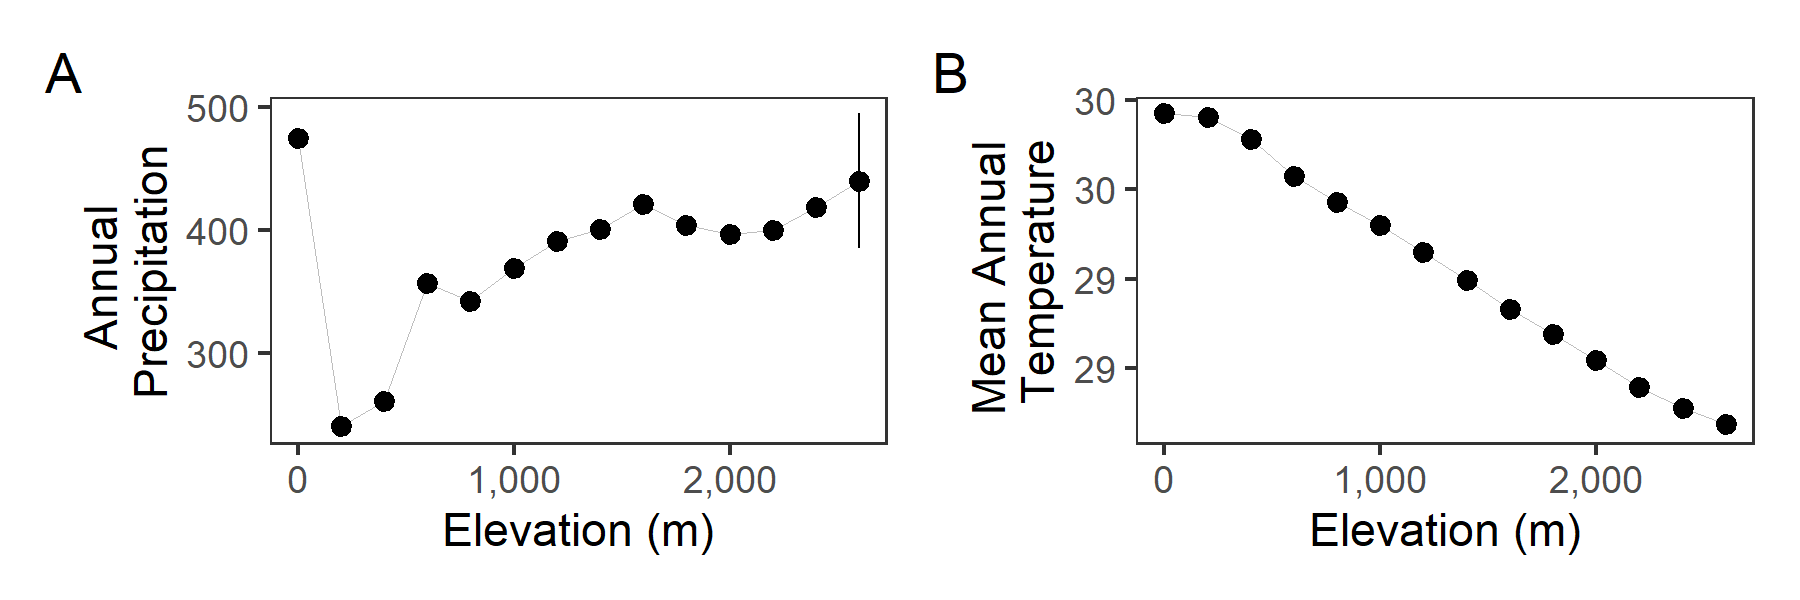 A
500
400
300
Annual
Precipitation
0
1,000
2,000
Elevation (m)
B
30
30
29
29
Mean Annual
Temperature
0
1,000
2,000
Elevation (m)